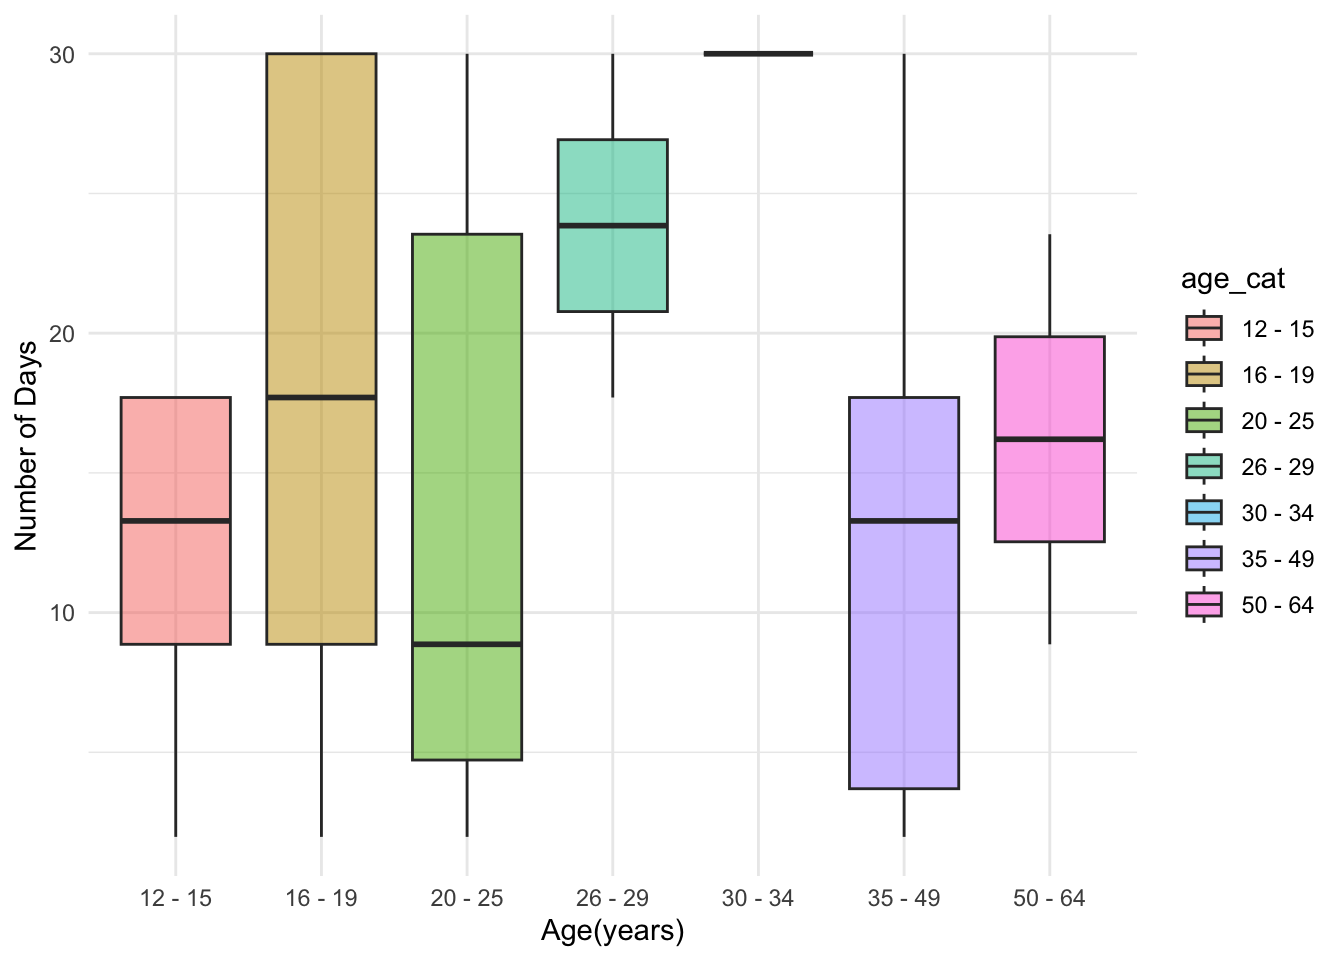 30
20
10
Number of Days
12 - 15
16 - 19
20 - 25
26 - 29
30 - 34
35 - 49
50 - 64
Age(years)
age_cat
12 - 15
16 - 19
20 - 25
26 - 29
30 - 34
35 - 49
50 - 64